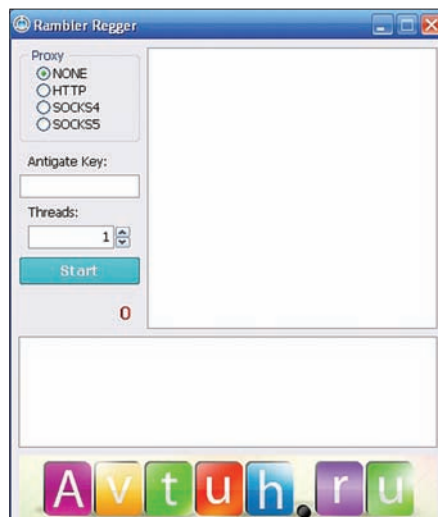 Rambler Regger
Proxy
NONE
HTTP
SOCKS4
SOCKS5
Antigate Key:
Threads:
1
Start
0
Avtuh.ru